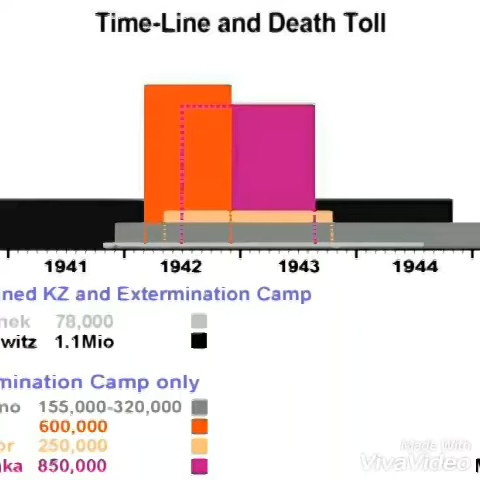 Time-Line and Death Toll
1941 1942 1943 1944
ned KZ and Extermination Camp
nek 78,000
witz 1.1Mio
mination Camp only
no 155,000-320,000
600,000
or 250,000
ka 850,000
Made With
VivaVideo